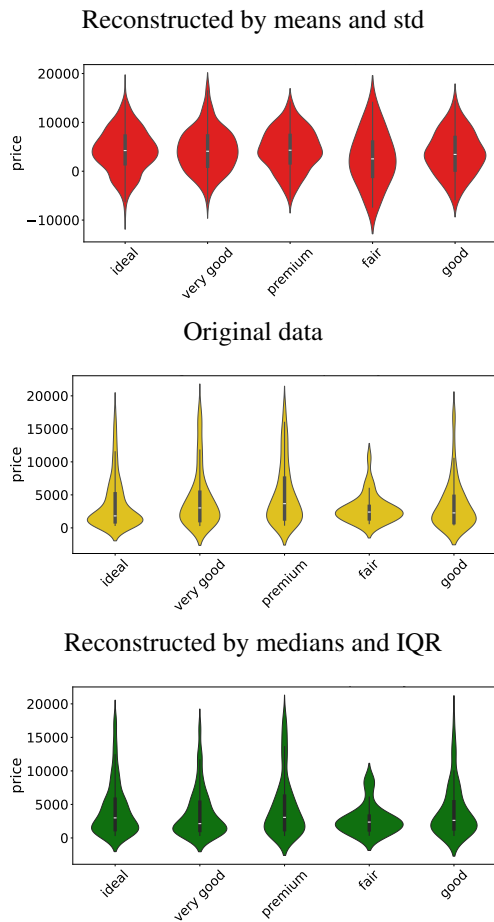 Reconstructed by means and std
20000
10000
0
−10000
price
ideal
very good
premium
fair
good
Original data
20000
15000
10000
5000
0
price
ideal
very good
premium
fair
good
Reconstructed by medians and IQR
20000
15000
10000
5000
0
price
ideal
very good
premium
fair
good